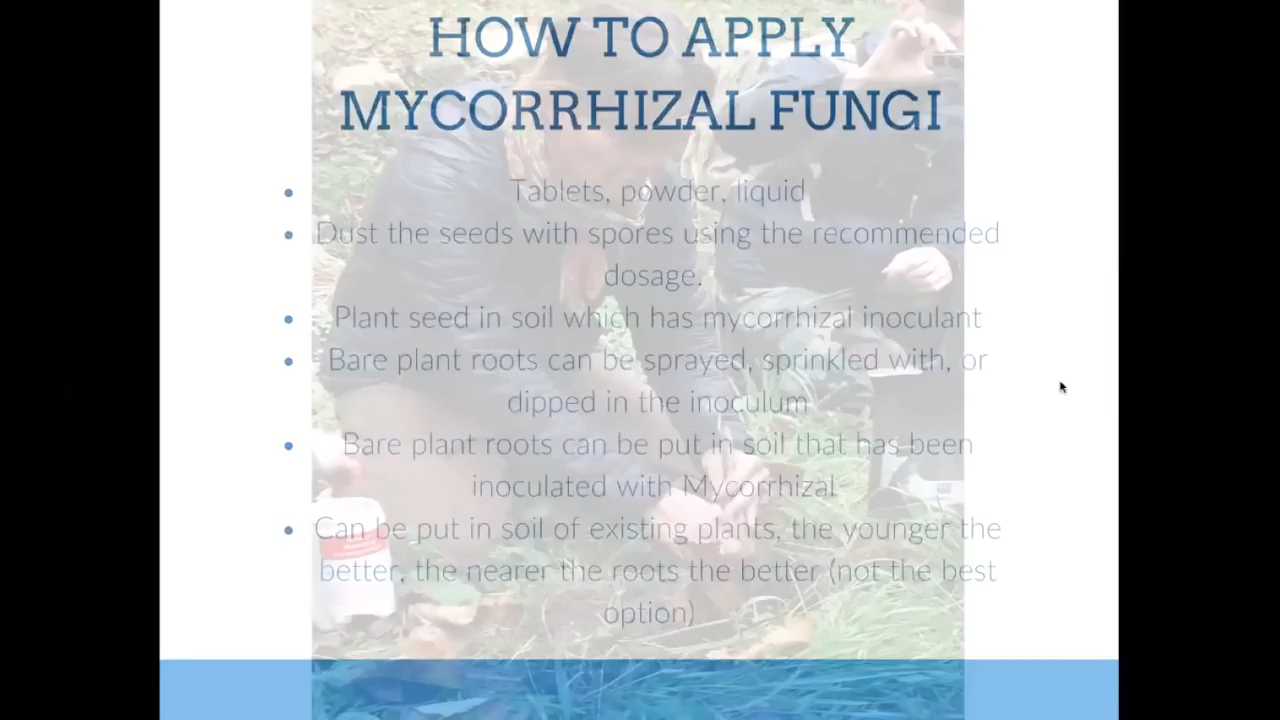 HOW TO APPLY
MYCORRHIZAL FUNGI
• Tablets, powder, liquid
• Dust the seeds with spores using the recommended
dosage.
• Plant seed in soil which has mycorrhizal inoculant
• Bare plant roots can be sprayed, sprinkled with, or
dipped in the inoculum
• Bare plant roots can be put in soil that has been
inoculated with Mycorrhizal
• Can be put in soil of existing plants, the younger the
better, the nearer the roots the better (not the best
option)